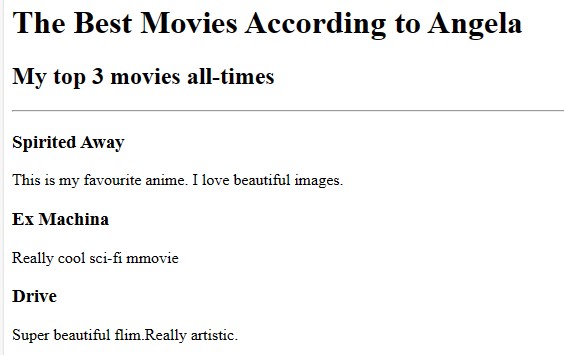 The Best Movies According to Angela
My top 3 movies all-times
Spirited Away
This is my favourite anime. I love beautiful images.
Ex Machina
Really cool sci-fi mmovie
Drive
Super beautiful flim.Really artistic.